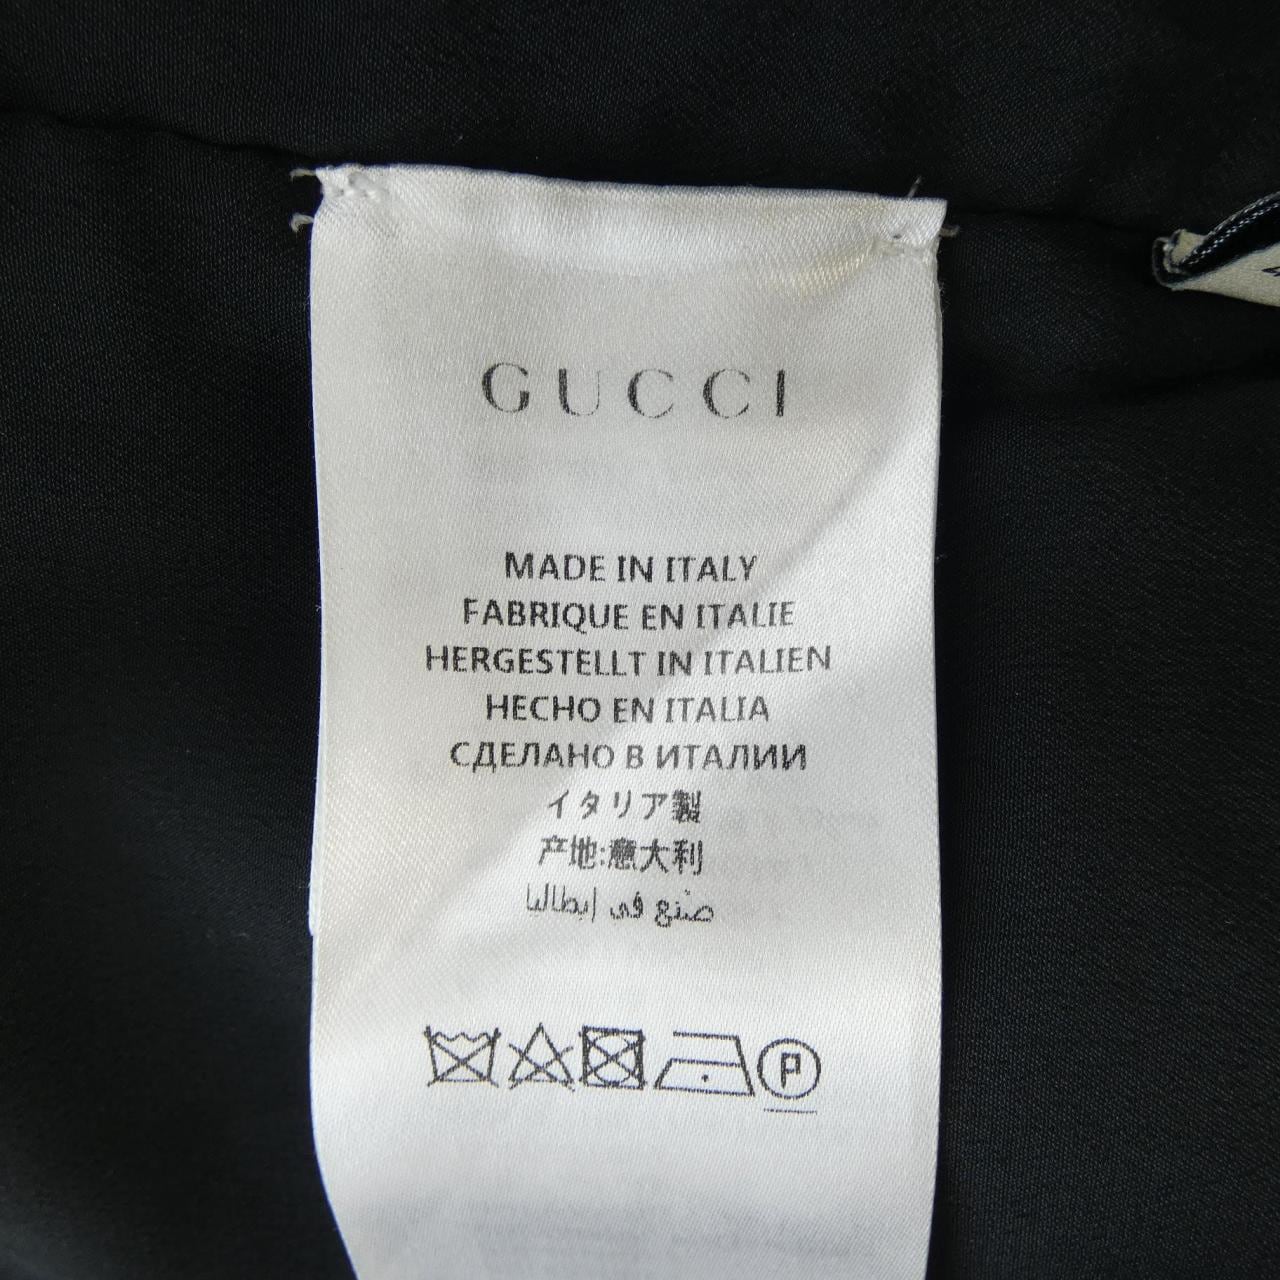 GUCCI
MADE IN ITALY
FABRIQUE EN ITALIE
HERGESTELLT IN ITALIEN
HECHO EN ITALIA
СДЕЛАНО В ИТАЛИИ
イタリア製
产地:意大利
صنع في إيطاليا
P